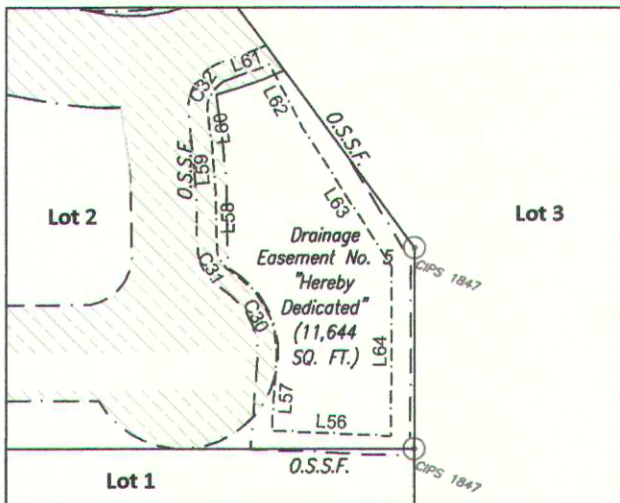 L61
C32
L62
O.S.S.F.
L60
O.S.S.F.
L59
L63
Lot 2
L58
Lot 3
Drainage
Easement No. 5
"Hereby
Dedicated"
(11,644
SQ. FT.)
CIPS 1847
C31
C30
L64
L57
L56
O.S.S.F.
CIPS 1847
Lot 1